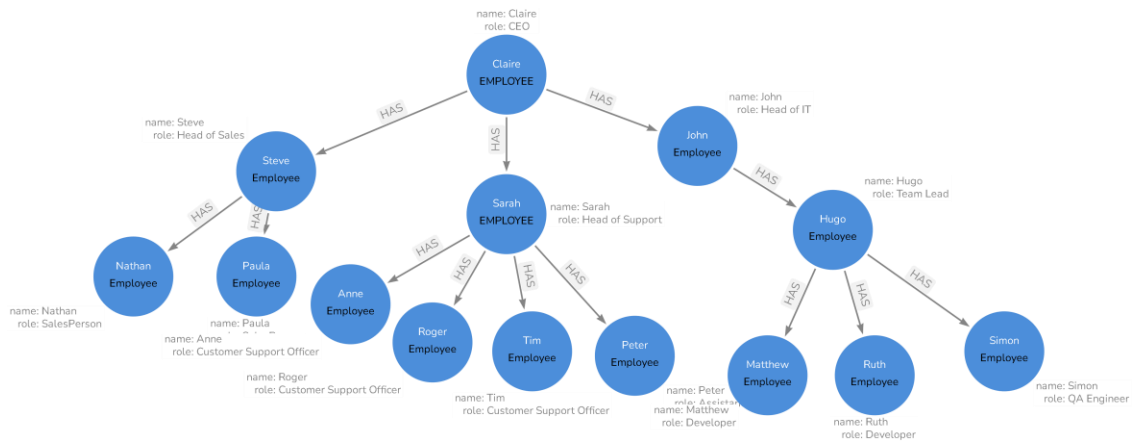 name: Claire
role: CEO
Claire
EMPLOYEE
HAS
HAS
HAS
name: Steve
role: Head of Sales
Steve
Employee
name: John
role: Head of IT
John
Employee
Sarah
EMPLOYEE
name: Sarah
role: Head of Support
HAS
name: Hugo
role: Team Lead
Hugo
Employee
HAS
HAS
Nathan
Employee
name: Nathan
role: SalesPerson
Paula
Employee
name: Paula
HAS
HAS
HAS
HAS
Anne
Employee
name: Anne
role: Customer Support Officer
Roger
Employee
name: Roger
role: Customer Support Officer
Tim
Employee
name: Tim
role: Customer Support Officer
Peter
Employee
name: Peter
HAS
HAS
HAS
Matthew
Employee
name: Matthew
role: Developer
Ruth
Employee
name: Ruth
role: Developer
Simon
Employee
name: Simon
role: QA Engineer